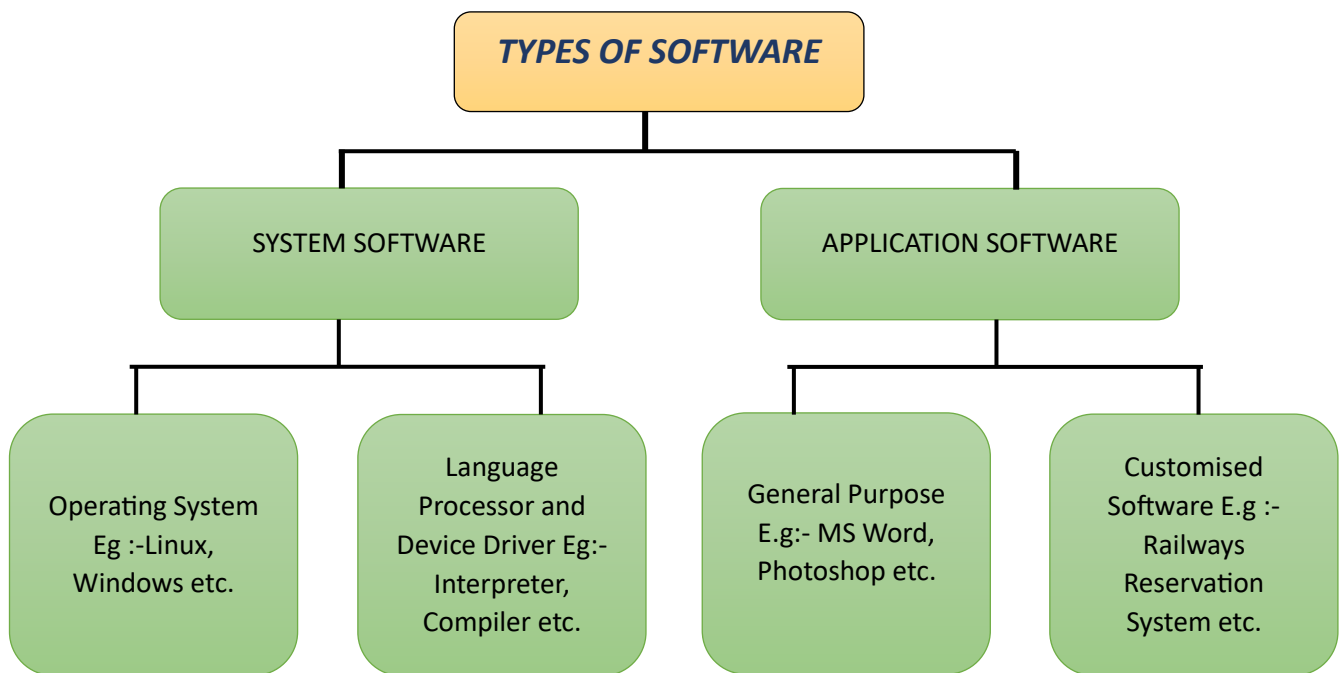 TYPES OF SOFTWARE
SYSTEM SOFTWARE
APPLICATION SOFTWARE
Operating System
Eg :-Linux,
Windows etc.
Language
Processor and
Device Driver Eg:-
Interpreter,
Compiler etc.
General Purpose
E.g:- MS Word,
Photoshop etc.
Customised
Software E.g :-
Railways
Reservation
System etc.